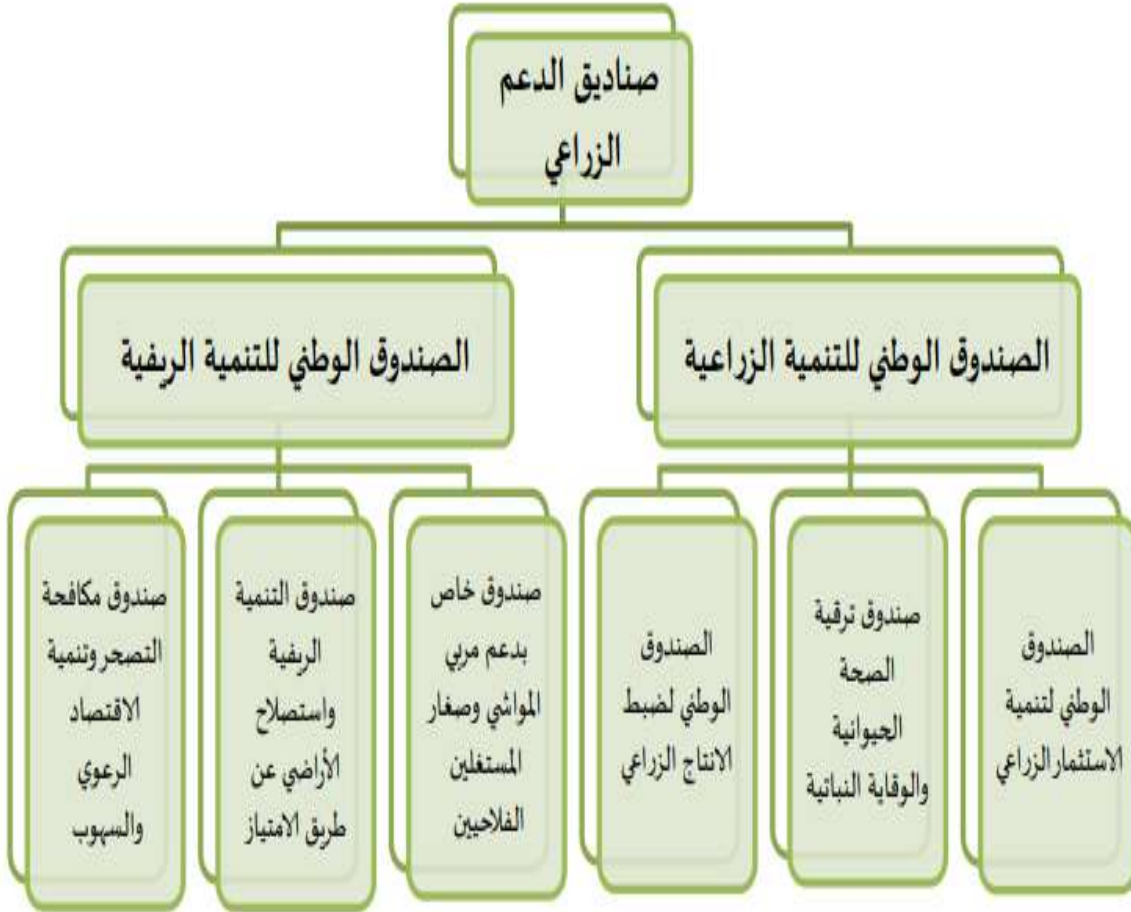 صناديق الدعم
الزراعي
الصندوق الوطني للتنمية الزراعية
الصندوق الوطني للتنمية الريفية
الصندوق
الوطني لتنمية
الاستثمار الزراعي
صندوق ترقية
الصحة
الحيوانية
والوقاية النباتية
الصندوق
الوطني لضبط
الانتاج الزراعي
صندوق خاص
بدعم مربي
المواشي وصغار
المستغلين
الفلاحيين
صندوق التنمية
الريفية
واستصلاح
الأراضي عن
طريق الامتياز
صندوق مكافحة
التصحر وتنمية
الاقتصاد
الرعوي
والسهوب